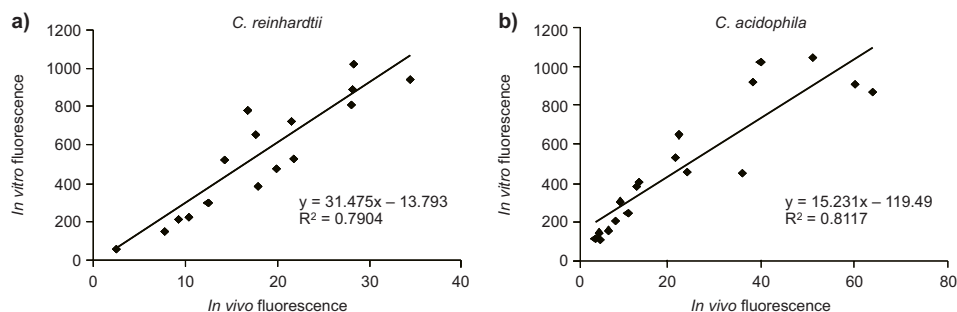 a) C. reinhardtii
1200
1000
800
600
400
200
0
In vitro fluorescence
y = 31.475x – 13.793
R² = 0.7904
0 10 20 30 40
In vivo fluorescence
b) C. acidophila
1200
1000
800
600
400
200
0
In vitro fluorescence
y = 15.231x – 119.49
R² = 0.8117
0 20 40 60 80
In vivo fluorescence